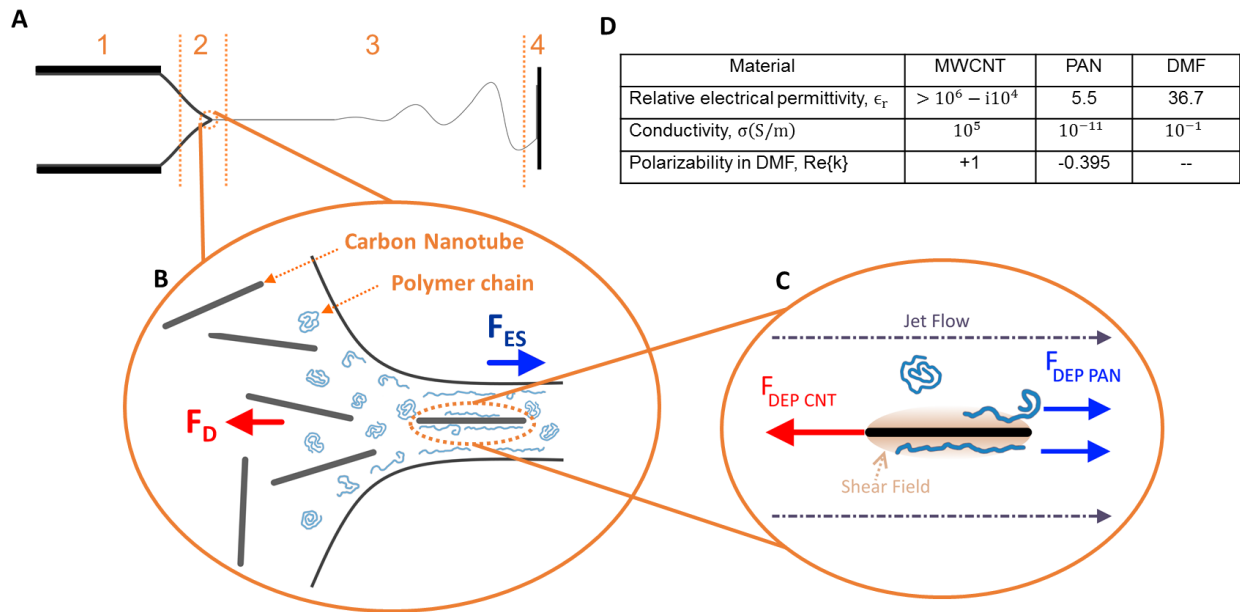 A
1 2 3 4
D
Material MWCNT PAN DMF
Relative electrical permittivity, ϵr > 10⁶ − i10⁴ 5.5 36.7
Conductivity, σ(S/m) 10⁵ 10⁻¹¹ 10⁻¹
Polarizability in DMF, Re{k} +1 -0.395 --
B
Carbon Nanotube
Polymer chain
FES
FD
C
Jet Flow
FDEP CNT
FDEP PAN
Shear Field